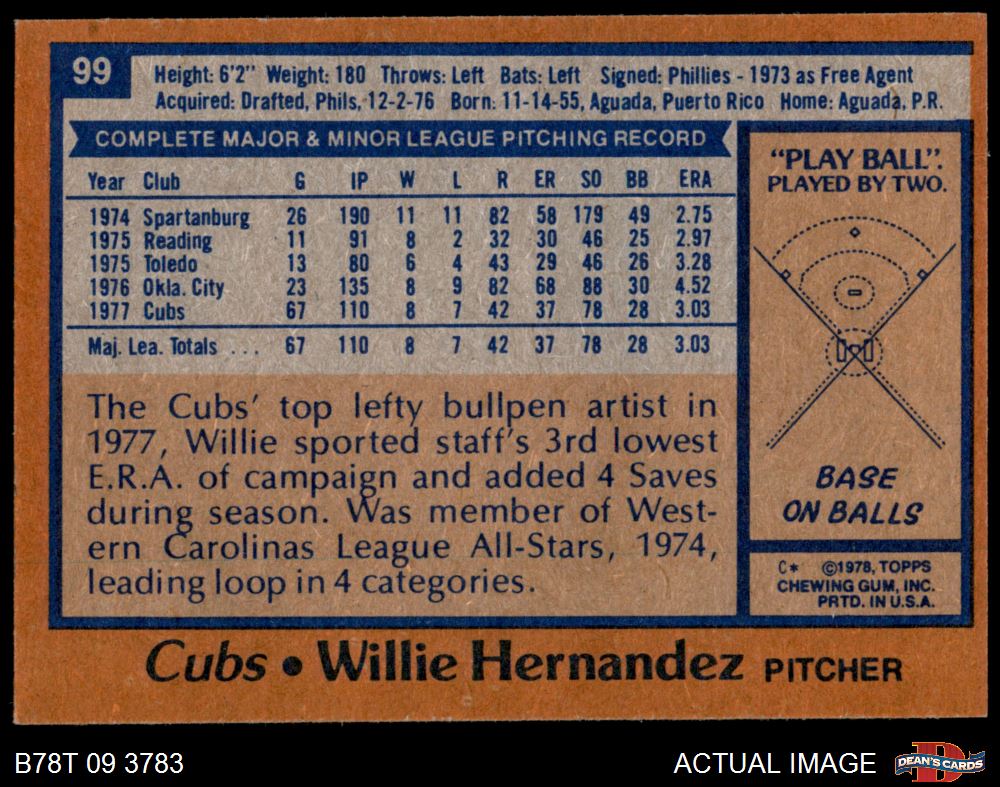 99
Height: 6'2" Weight: 180 Throws: Left Bats: Left Signed: Phillies - 1973 as Free Agent
Acquired: Drafted, Phils, 12-2-76 Born: 11-14-55, Aguada, Puerto Rico Home: Aguada, P.R.
COMPLETE MAJOR & MINOR LEAGUE PITCHING RECORD
Year Club G IP W L R ER SO BB ERA
1974 Spartanburg 26 190 11 11 82 58 179 49 2.75
1975 Reading 11 91 8 2 32 30 46 25 2.97
1975 Toledo 13 80 6 4 43 29 46 26 3.28
1976 Okla. City 23 135 8 9 82 68 88 30 4.52
1977 Cubs 67 110 8 7 42 37 78 28 3.03
Maj. Lea. Totals ... 67 110 8 7 42 37 78 28 3.03
The Cubs' top lefty bullpen artist in
1977, Willie sported staff's 3rd lowest
E.R.A. of campaign and added 4 Saves
during season. Was member of West-
ern Carolinas League All-Stars, 1974,
leading loop in 4 categories.
"PLAY BALL".
PLAYED BY TWO.
BASE
ON BALLS
C* ©1978, TOPPS
CHEWING GUM, INC.
PRTD. IN U.S.A.
Cubs • Willie Hernandez PITCHER
B78T 09 3783
ACTUAL IMAGE
D
DEAN'S CARDS